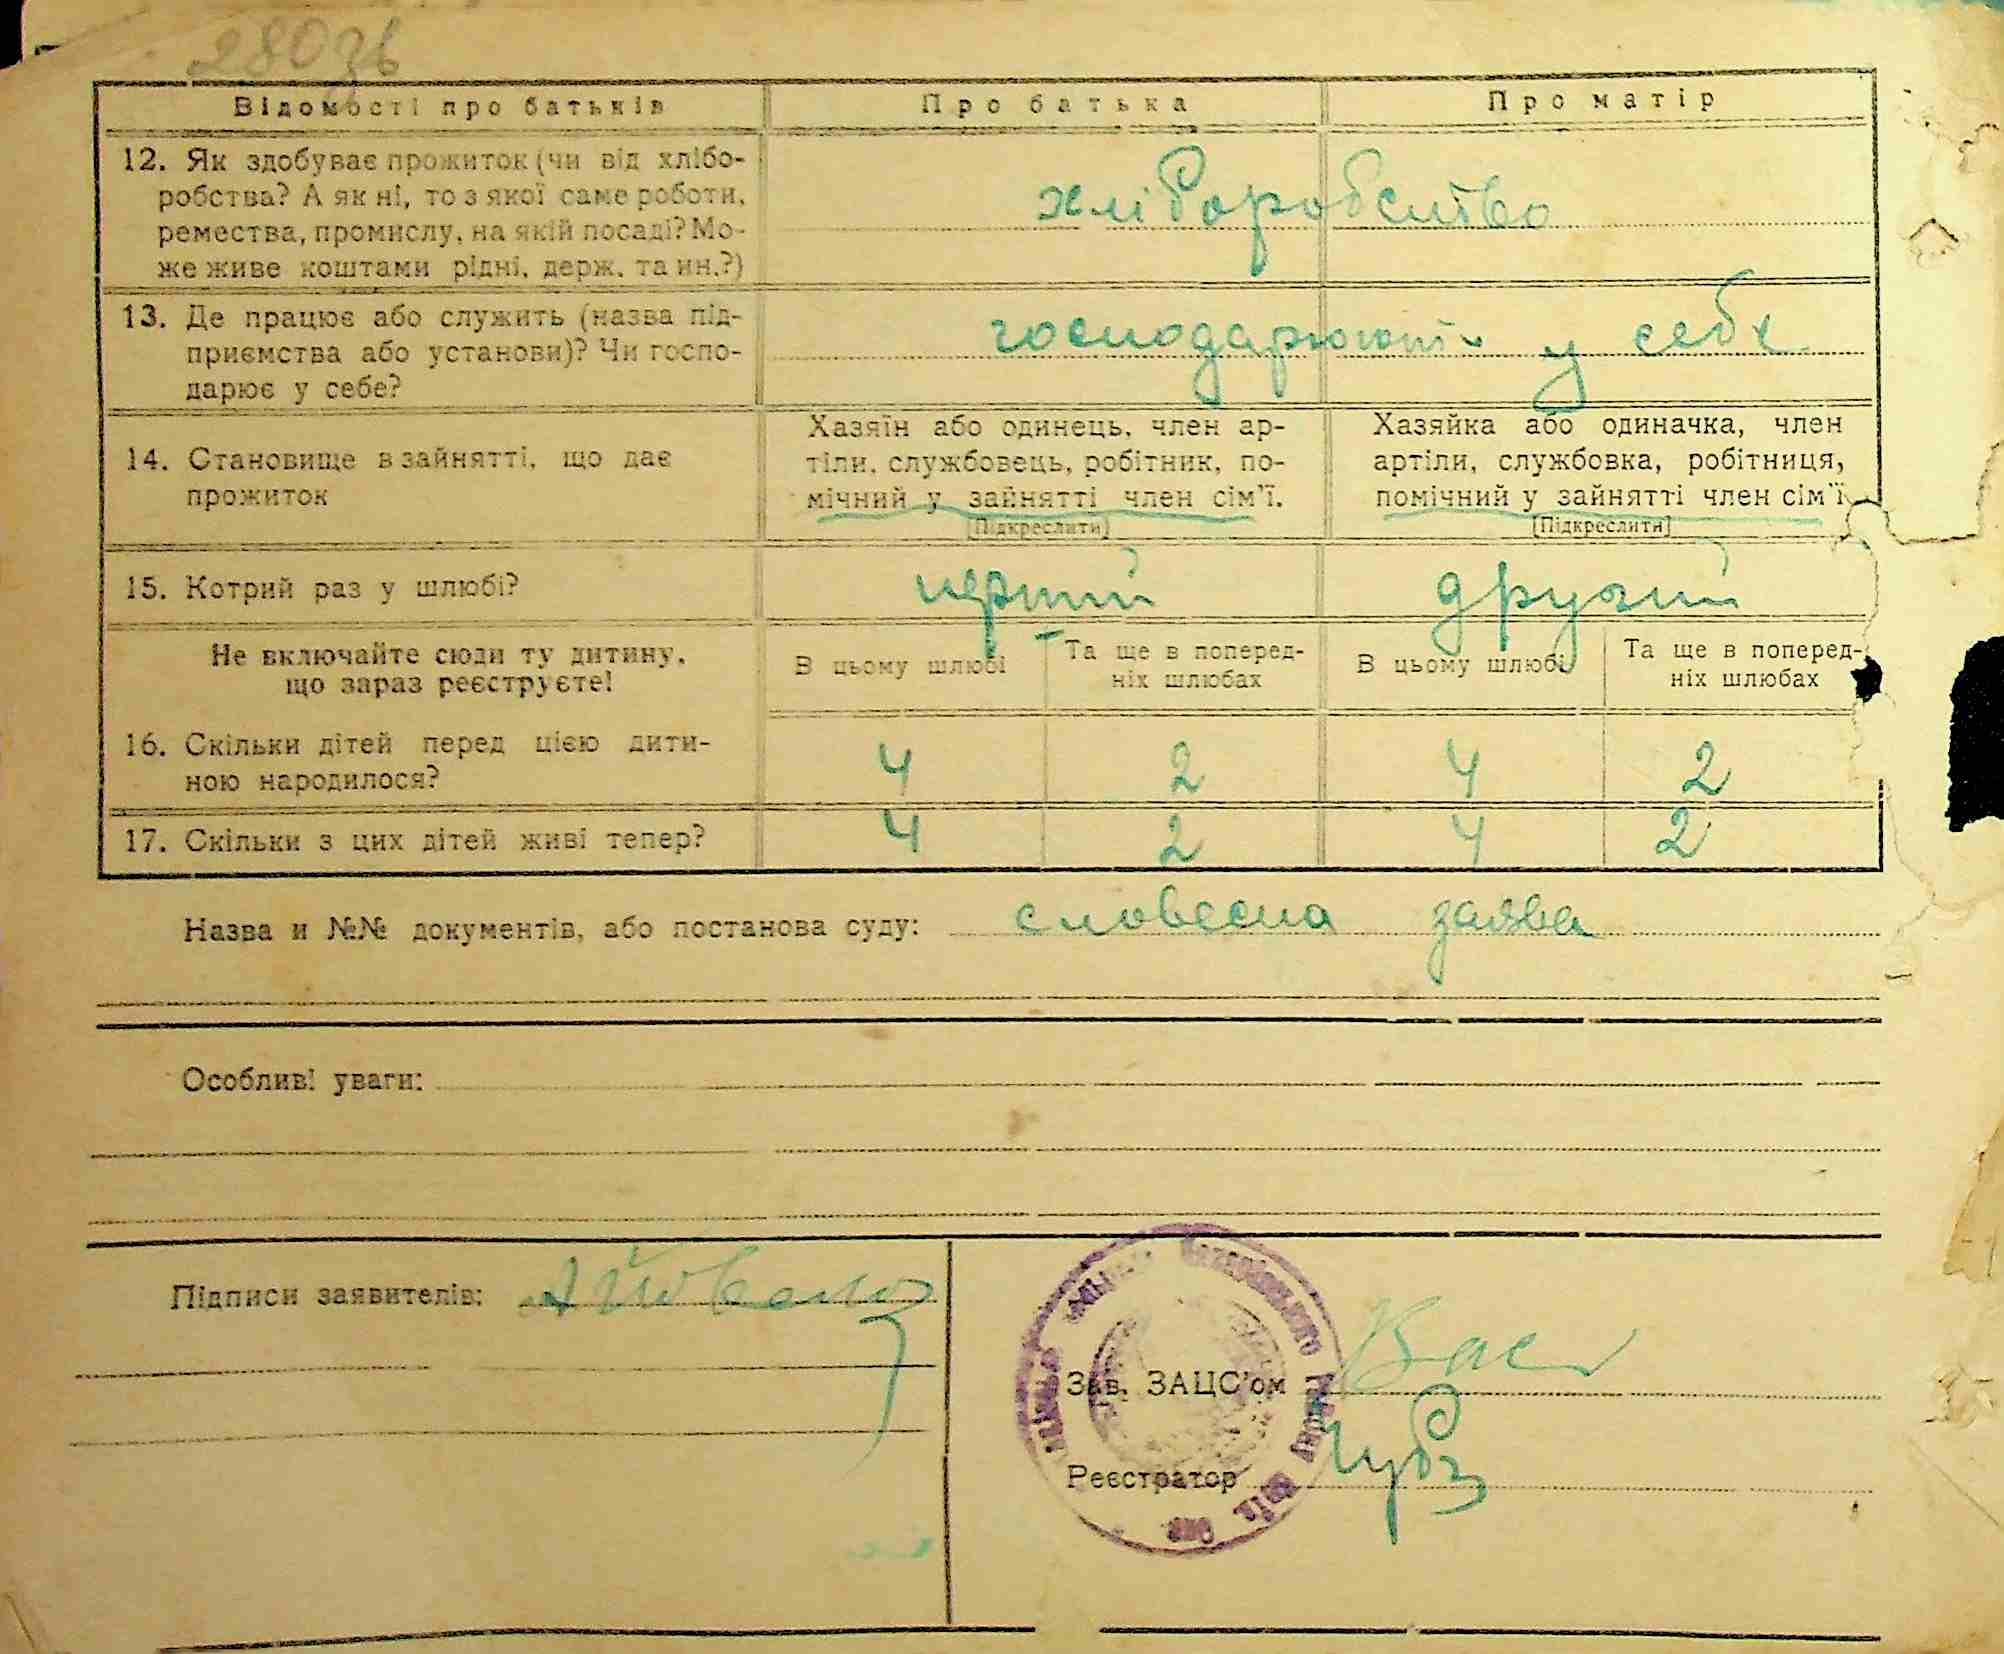 280зв
Відомості про батьків
Про батька
Про матір
12. Як здобуває прожиток (чи від хлібо-
робства? А як ні, то з якої саме роботи,
ремества, промислу, на якій посаді? Мо-
же живе коштами рідні, держ. та ин.?)
хліборобство
13. Де працює або служить (назва під-
приємства або установи)? Чи госпо-
дарює у себе?
господарюють у себе
14. Становище в зайнятті, що дає
прожиток
Хазяїн або одинець, член ар-
тіли, службовець, робітник, по-
мічний у зайнятті член сім'ї.
[Підкреслити]
Хазяйка або одиначка, член
артіли, службовка, робітниця,
помічний у зайнятті член сім'ї
[Підкреслити]
15. Котрий раз у шлюбі?
перший
другий
Не включайте сюди ту дитину,
що зараз реєструєте!
В цьому шлюбі
Та ще в поперед-
ніх шлюбах
В цьому шлюбі
Та ще в поперед-
ніх шлюбах
16. Скільки дітей перед цією дити-
ною народилося?
4 2 4 2
17. Скільки з цих дітей живі тепер?
4 2 4 2
Назва и №№ документів, або постанова суду: словесна заява
Особливі уваги:
Підписи заявителів:
Зав. ЗАЦС'ом
Реєстратор